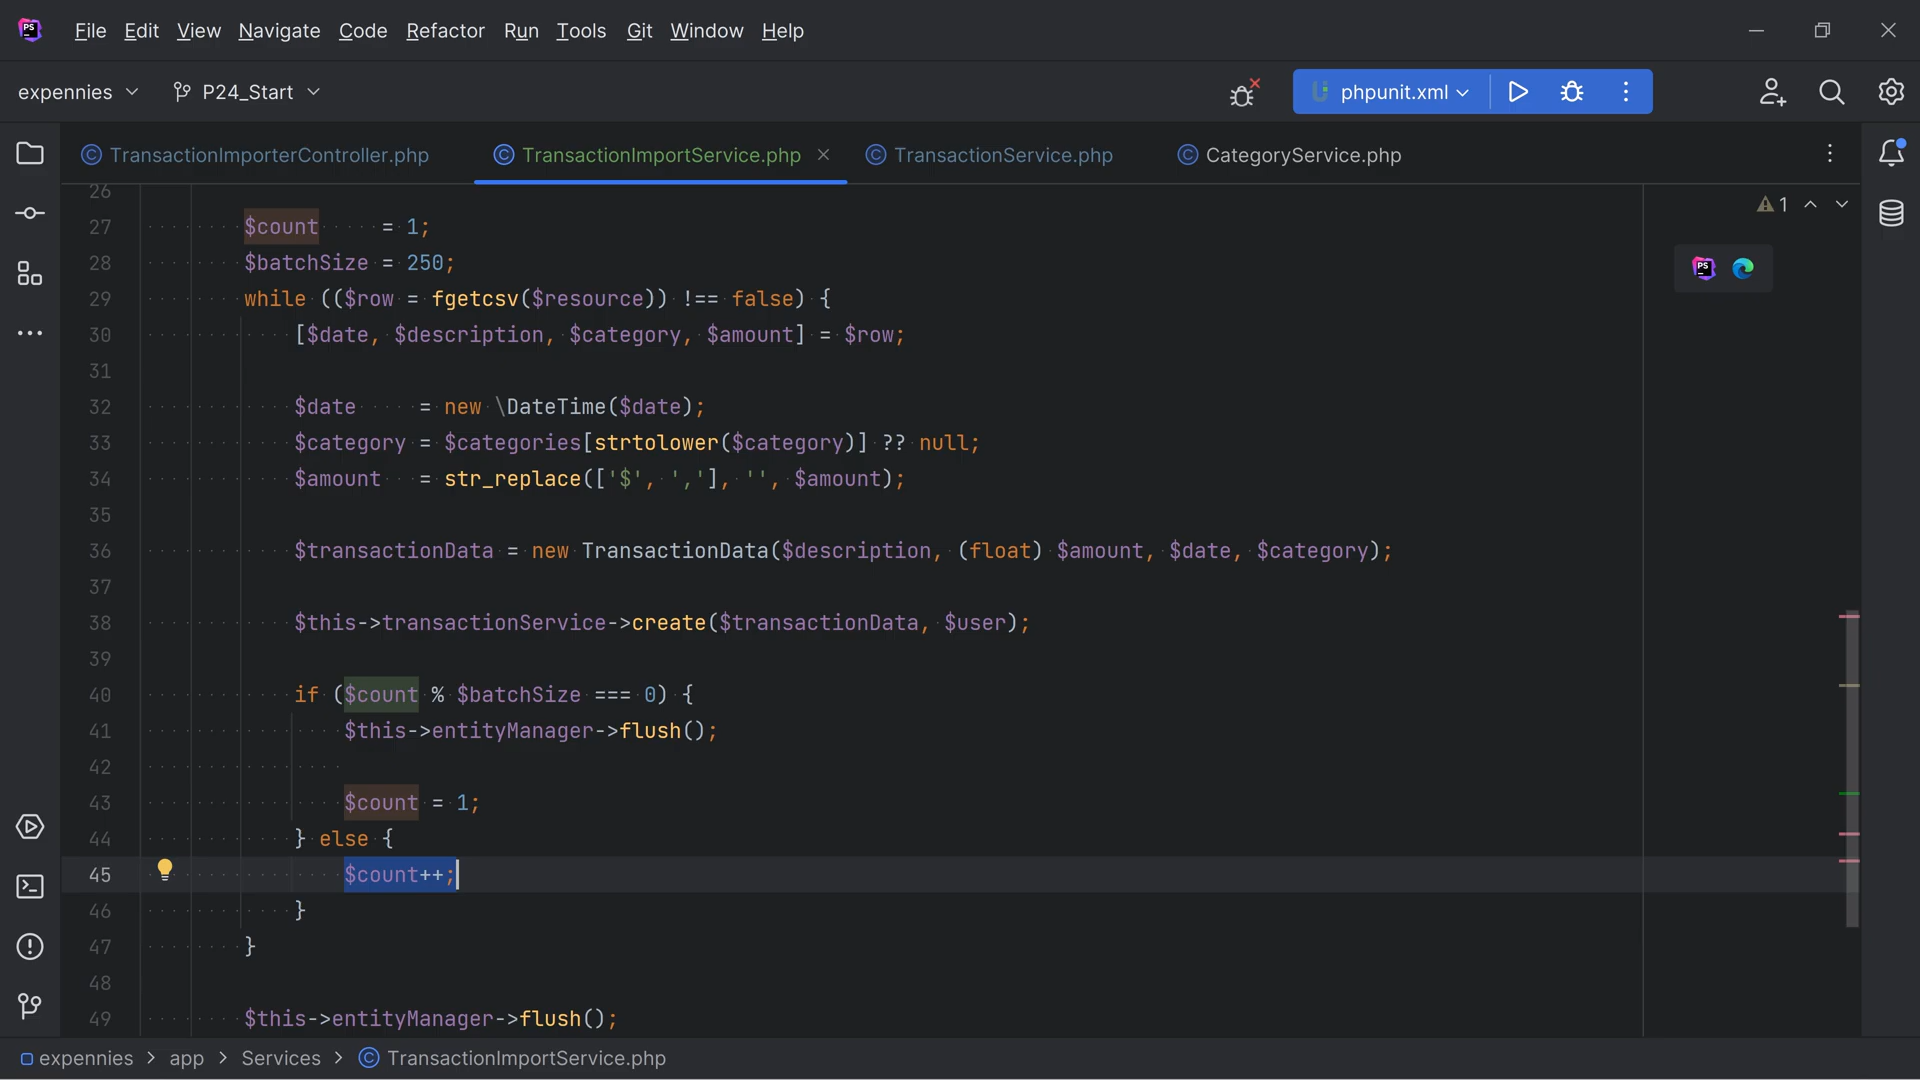 PS File Edit View Navigate Code Refactor Run Tools Git Window Help
expennies P24_Start phpunit.xml
TransactionImporterController.php TransactionImportService.php TransactionService.php CategoryService.php
26
27 $count = 1;
28 $batchSize = 250;
29 while (($row = fgetcsv($resource)) !== false) {
30 [$date, $description, $category, $amount] = $row;
31
32 $date = new \DateTime($date);
33 $category = $categories[strtolower($category)] ?? null;
34 $amount = str_replace(['$', ','], '', $amount);
35
36 $transactionData = new TransactionData($description, (float) $amount, $date, $category);
37
38 $this->transactionService->create($transactionData, $user);
39
40 if ($count % $batchSize === 0) {
41 $this->entityManager->flush();
42
43 $count = 1;
44 } else {
45 $count++;
46 }
47 }
48
49 $this->entityManager->flush();
1
PS
expennies > app > Services > TransactionImportService.php